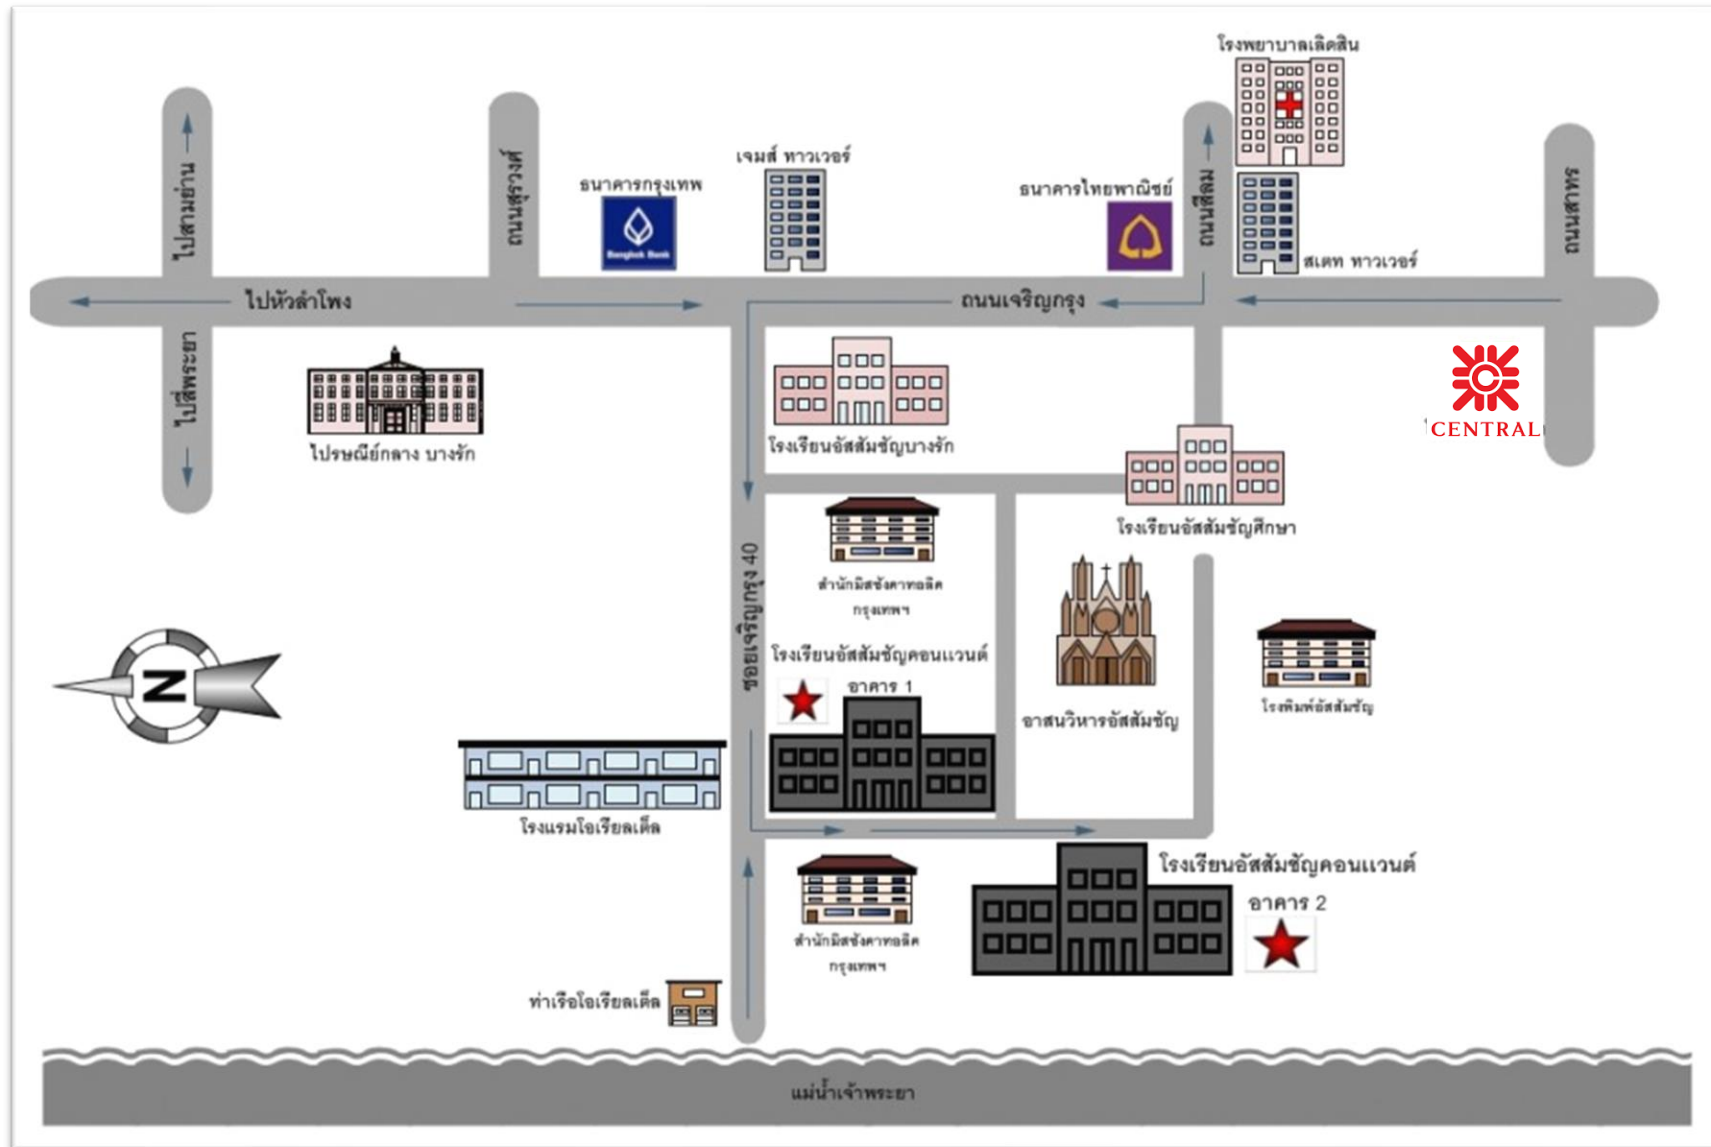 โรงพยาบาลเลิดสิน
ไปสามย่าน
ถนนสุรวงศ์
เจมส์ ทาวเวอร์
ธนาคารกรุงเทพ
Bangkok Bank
ธนาคารไทยพาณิชย์
ถนนสีลม
ถนนสาทร
สเตท ทาวเวอร์
ไปหัวลำโพง
ถนนเจริญกรุง
ไปสี่พระยา
CENTRAL
ไปรษณีย์กลาง บางรัก
โรงเรียนอัสสัมชัญบางรัก
โรงเรียนอัสสัมชัญศึกษา
ซอยเจริญกรุง 40
สำนักมิสซังคาทอลิค
กรุงเทพฯ
โรงเรียนอัสสัมชัญคอนแวนต์
อาคาร 1
N
อาสนวิหารอัสสัมชัญ
โรงพิมพ์อัสสัมชัญ
โรงแรมโอเรียลเต็ล
โรงเรียนอัสสัมชัญคอนแวนต์
อาคาร 2
สำนักมิสซังคาทอลิค
กรุงเทพฯ
ท่าเรือโอเรียลเต็ล
แม่น้ำเจ้าพระยา